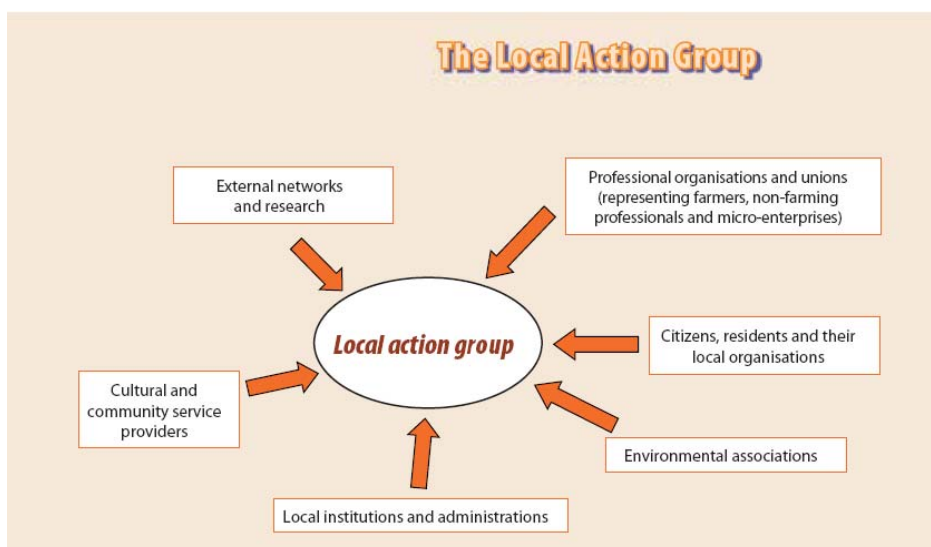 The Local Action Group
External networks
and research
Professional organisations and unions
(representing farmers, non-farming
professionals and micro-enterprises)
Local action group
Citizens, residents and their
local organisations
Cultural and
community service
providers
Environmental associations
Local institutions and administrations